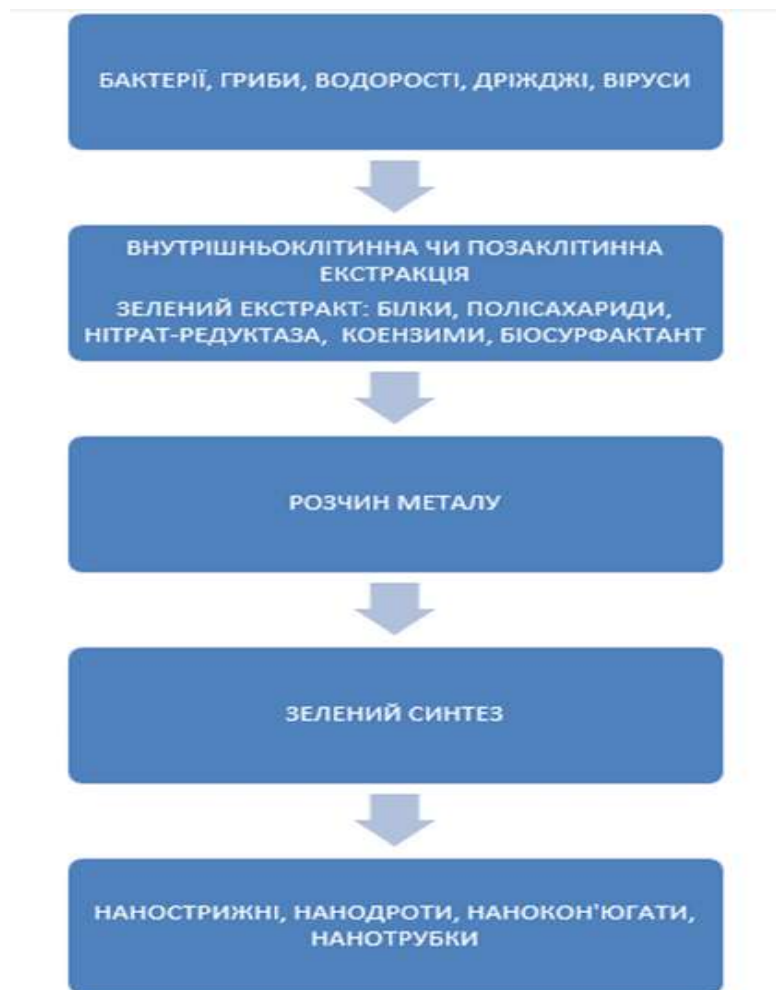 БАКТЕРІЇ, ГРИБИ, ВОДОРОСТІ, ДРІЖДЖІ, ВІРУСИ
ВНУТРІШНЬОКЛІТИННА ЧИ ПОЗАКЛІТИННА
ЕКСТРАКЦІЯ
ЗЕЛЕНИЙ ЕКСТРАКТ: БІЛКИ, ПОЛІСАХАРИДИ,
НІТРАТ-РЕДУКТАЗА, КОЕНЗИМИ, БІОСУРФАКТАНТ
РОЗЧИН МЕТАЛУ
ЗЕЛЕНИЙ СИНТЕЗ
НАНОСТРИЖНІ, НАНОДРОТИ, НАНОКОН'ЮГАТИ,
НАНОТРУБКИ